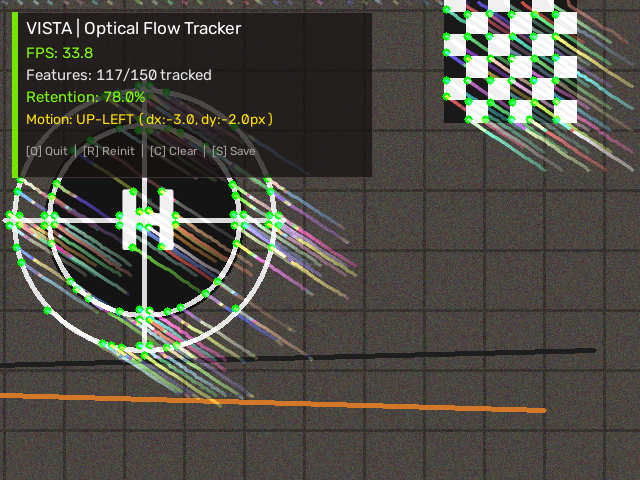 VISTA | Optical Flow Tracker
FPS: 33.8
Features: 117/150 tracked
Retention: 78.0%
Motion: UP-LEFT (dx:-3.0, dy:-2.0px)
[Q] Quit | [R] Reinit | [C] Clear | [S] Save
H